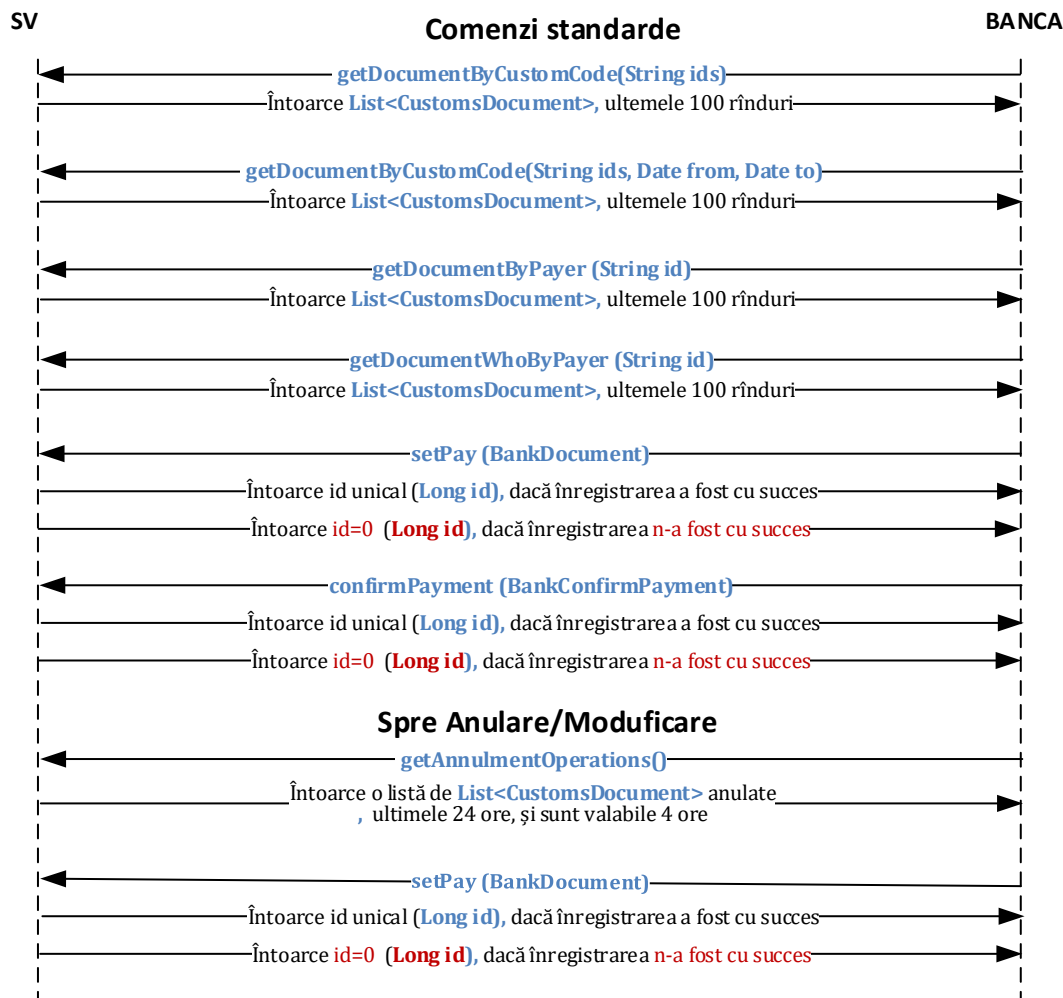 SV
Comenzi standarde
BANCA
getDocumentByCustomCode(String ids)
Întoarce List<CustomsDocument>, ultemele 100 rînduri
getDocumentByCustomCode(String ids, Date from, Date to)
Întoarce List<CustomsDocument>, ultemele 100 rînduri
getDocumentByPayer (String id)
Întoarce List<CustomsDocument>, ultemele 100 rînduri
getDocumentWhoByPayer (String id)
Întoarce List<CustomsDocument>, ultemele 100 rînduri
setPay (BankDocument)
Întoarce id unical (Long id), dacă înregistrarea a fost cu succes
Întoarce id=0 (Long id), dacă înregistrarea n-a fost cu succes
confirmPayment (BankConfirmPayment)
Întoarce id unical (Long id), dacă înregistrarea a fost cu succes
Întoarce id=0 (Long id), dacă înregistrarea n-a fost cu succes
Spre Anulare/Moduficare
getAnnulmentOperations()
Întoarce o listă de List<CustomsDocument> anulate
, ultimele 24 ore, și sunt valabile 4 ore
setPay (BankDocument)
Întoarce id unical (Long id), dacă înregistrarea a fost cu succes
Întoarce id=0 (Long id), dacă înregistrarea n-a fost cu succes